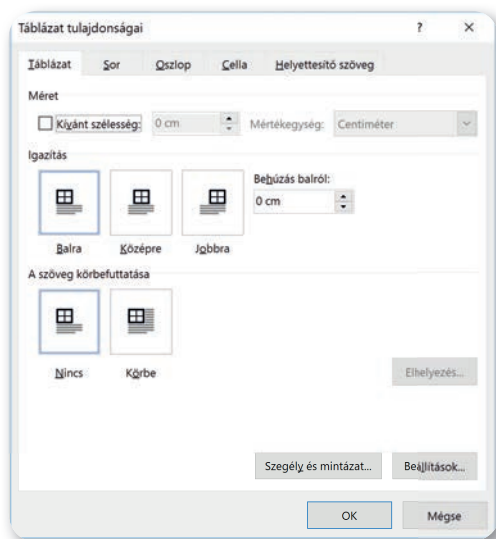 Táblázat tulajdonságai ? ×
Táblázat Sor Oszlop Cella Helyettesítő szöveg
Méret
Kívánt szélesség: 0 cm Mértékegység: Centiméter
Igazítás
Behúzás balról:
0 cm
Balra Középre Jobbra
A szöveg körbefuttatása
Nincs Körbe
Elhelyezés...
Szegély és mintázat... Beállítások...
OK Mégse